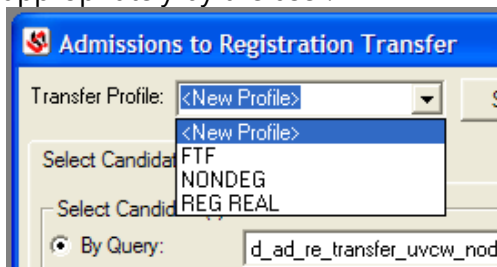 Admissions to Registration Transfer
Transfer Profile: <New Profile>
<New Profile>
Select Candidat
FTF
NONDEG
Select Candid
REG REAL
By Query: d_ad_re_transfer_uvcw_nod